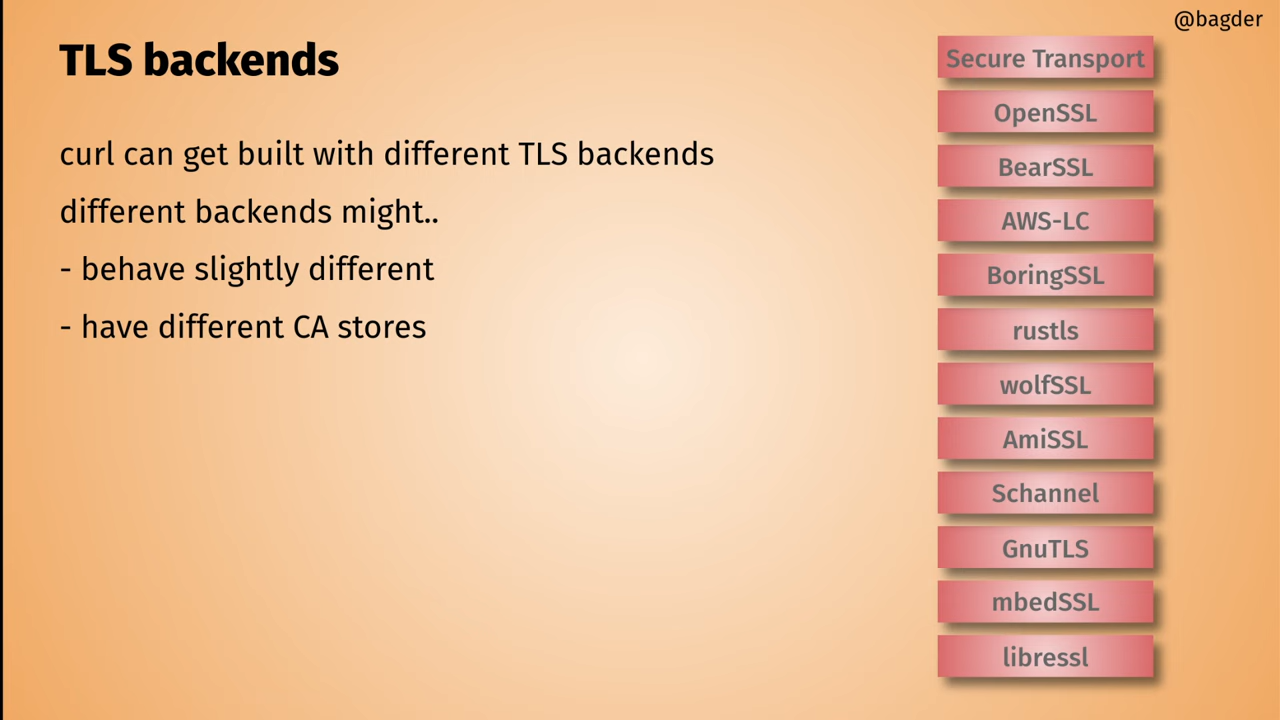 @bagder
TLS backends
curl can get built with different TLS backends
different backends might..
- behave slightly different
- have different CA stores
Secure Transport
OpenSSL
BearSSL
AWS-LC
BoringSSL
rustls
wolfSSL
AmiSSL
Schannel
GnuTLS
mbedSSL
libressl